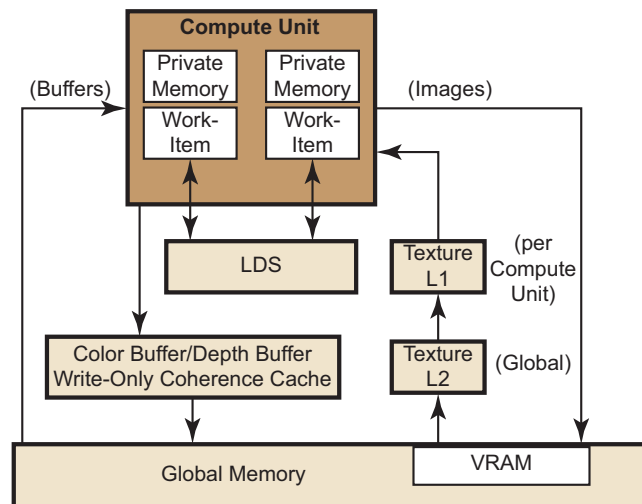 Compute Unit
Private
Memory
Private
Memory
(Buffers)
(Images)
Work-
Item
Work-
Item
LDS
Texture
L1
(per
Compute
Unit)
Color Buffer/Depth Buffer
Write-Only Coherence Cache
Texture
L2
(Global)
Global Memory
VRAM